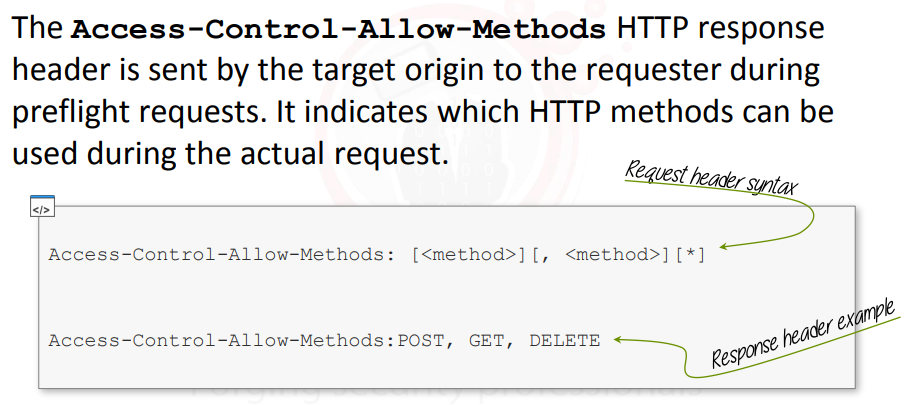 The Access-Control-Allow-Methods HTTP response
header is sent by the target origin to the requester during
preflight requests. It indicates which HTTP methods can be
used during the actual request.
Request header syntax
</>
Access-Control-Allow-Methods: [<method>][, <method>][*]
Access-Control-Allow-Methods:POST, GET, DELETE
Response header example
Forging security professionals